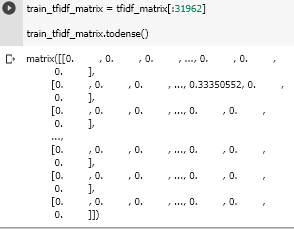 train_tfidf_matrix = tfidf_matrix[:31962]
train_tfidf_matrix.todense()
matrix([[0. , 0. , 0. , ..., 0. , 0. ,
0. ],
[0. , 0. , 0. , ..., 0.33350552, 0. ,
0. ],
[0. , 0. , 0. , ..., 0. , 0. ,
0. ],
...,
[0. , 0. , 0. , ..., 0. , 0. ,
0. ],
[0. , 0. , 0. , ..., 0. , 0. ,
0. ],
[0. , 0. , 0. , ..., 0. , 0. ,
0. ]])